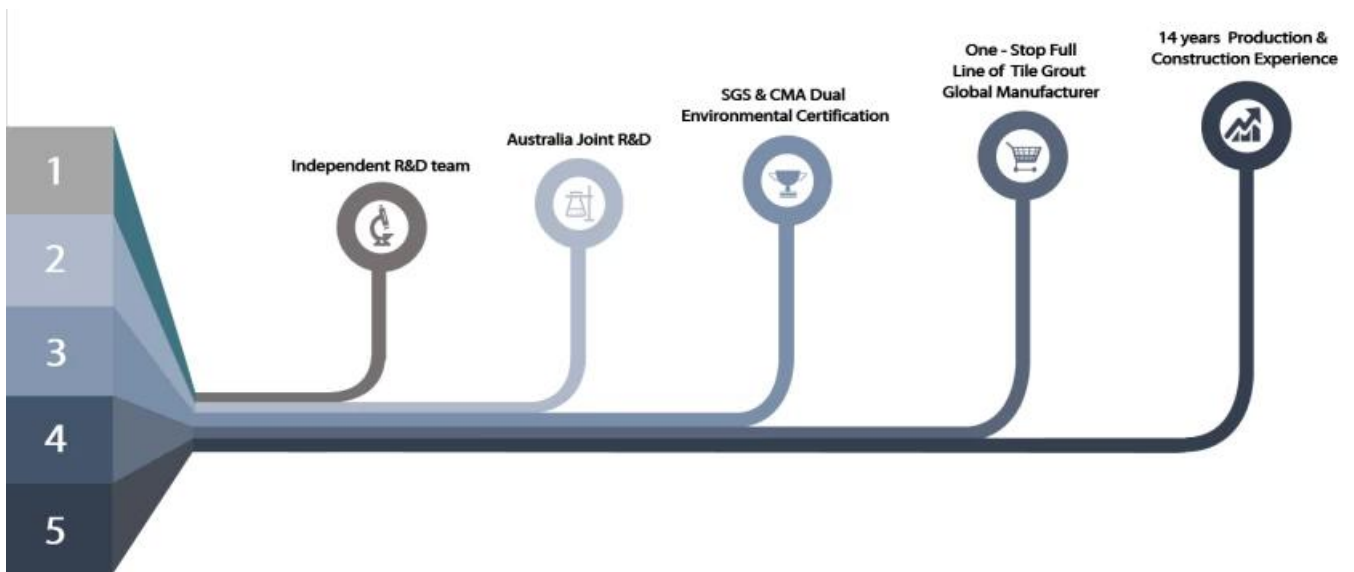 1
2
3
4
5
Independent R&D team
Australia Joint R&D
SGS & CMA Dual
Environmental Certification
One - Stop Full
Line of Tile Grout
Global Manufacturer
14 years Production &
Construction Experience